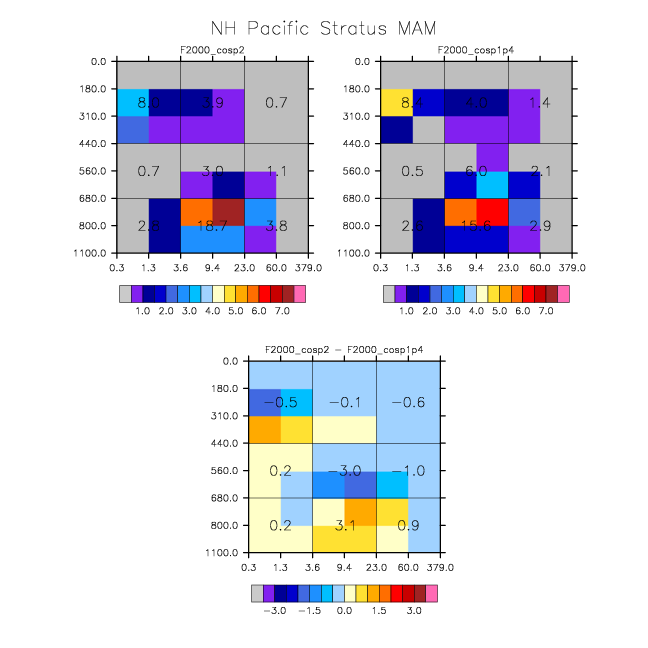 NH Pacific Stratus MAM
F2000_cosp2
F2000_cosp1p4
0.0
180.0
310.0
440.0
560.0
680.0
800.0
1100.0
8.0 3.9 0.7
0.7 3.0 1.1
2.8 18.7 3.8
0.3 1.3 3.6 9.4 23.0 60.0 379.0
1.0 2.0 3.0 4.0 5.0 6.0 7.0
0.0
180.0
310.0
440.0
560.0
680.0
800.0
1100.0
8.4 4.0 1.4
0.5 6.0 2.1
2.6 15.6 2.9
0.3 1.3 3.6 9.4 23.0 60.0 379.0
1.0 2.0 3.0 4.0 5.0 6.0 7.0
F2000_cosp2 − F2000_cosp1p4
0.0
180.0
310.0
440.0
560.0
680.0
800.0
1100.0
−0.5 −0.1 −0.6
0.2 −3.0 −1.0
0.2 3.1 0.9
0.3 1.3 3.6 9.4 23.0 60.0 379.0
−3.0 −1.5 0.0 1.5 3.0